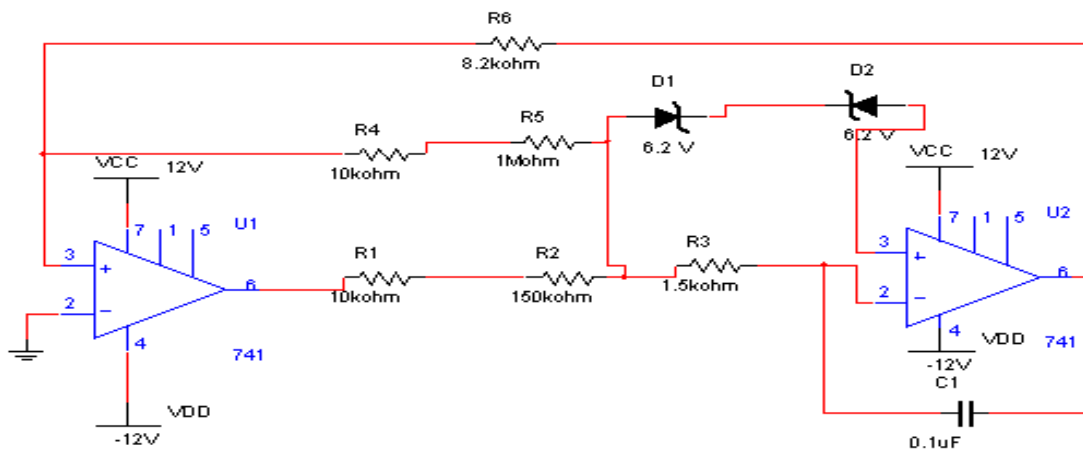 R6
8.2kohm
D1
D2
6.2 V
6.2 V
R4
10kohm
R5
1Mohm
VCC
12V
VCC
12V
7
1
5
U1
3
+
2
−
6
4
741
VDD
-12V
R1
10kohm
R2
150kohm
R3
1.5kohm
7
1
5
U2
3
+
2
−
6
4
VDD
741
-12V
C1
0.1uF